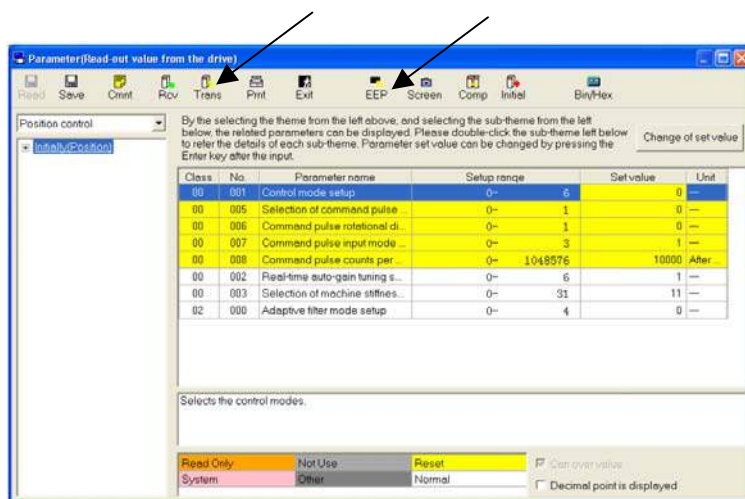 Parameter(Read-out value from the drive)
Read Save Cmnt Rcv Trans Prnt Exit EEP Screen Comp Initial Bin/Hex
Position control
Initially(Position)
By the selecting the theme from the left above, and selecting the sub-theme from the left
below, the related parameters can be displayed. Please double-click the sub-theme left below
to refer the details of each sub-theme. Parameter set value can be changed by pressing the
Enter key after the input.
Change of set value
Class No. Parameter name Setup range Set value Unit
00 001 Control mode setup 0- 6 0 —
00 005 Selection of command pulse ... 0- 1 0 —
00 006 Command pulse rotational di... 0- 1 0 —
00 007 Command pulse input mode ... 0- 3 1 —
00 008 Command pulse counts per ... 0- 1048576 10000 After ...
00 002 Real-time auto-gain tuning s... 0- 6 1 —
00 003 Selection of machine stiffnes... 0- 31 11 —
02 000 Adaptive filter mode setup 0- 4 0 —
Selects the control modes.
Read Only Not Use Reset
System Other Normal
Can over value
Decimal point is displayed